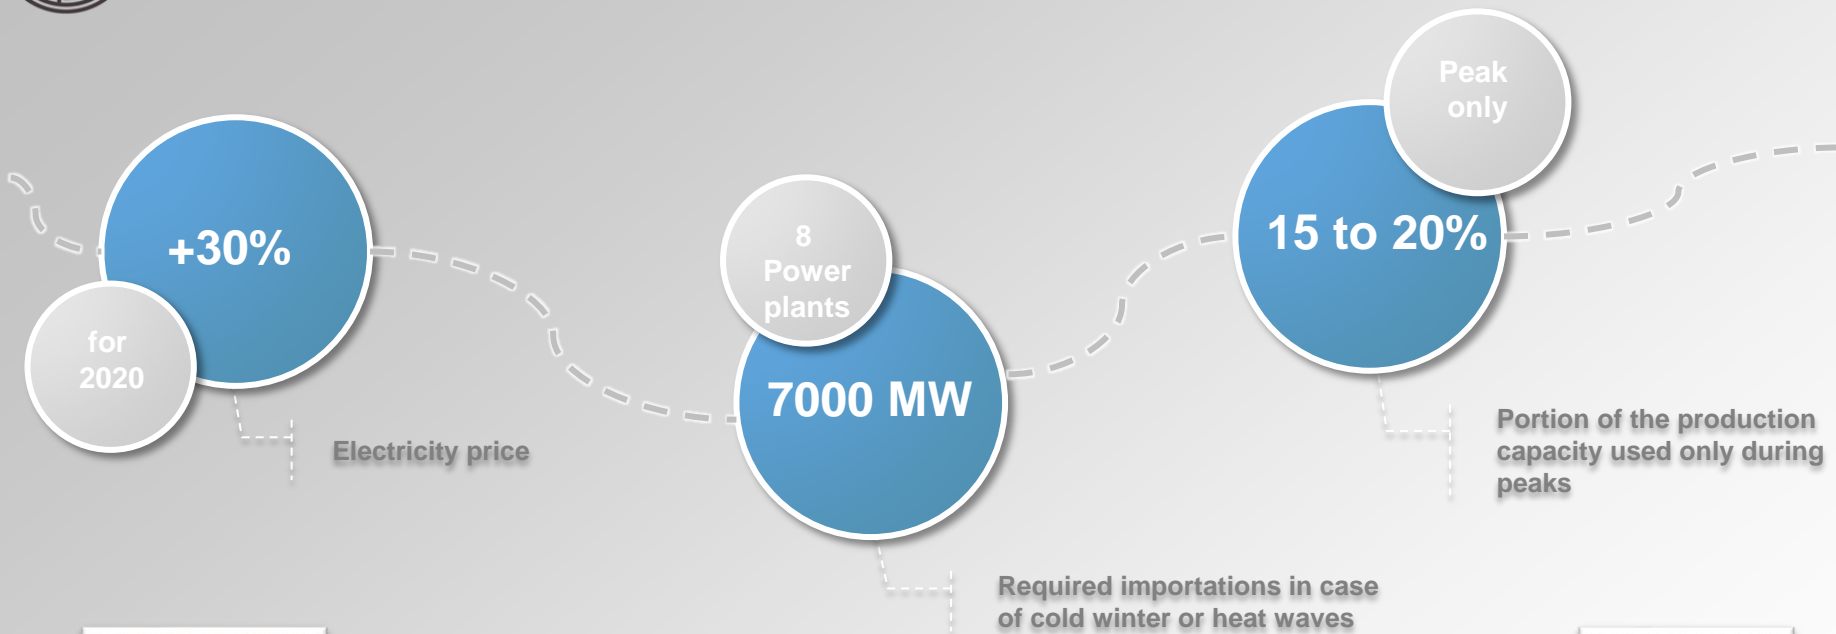 +30%
for
2020
Electricity price
8
Power
plants
7000 MW
Required importations in case
of cold winter or heat waves
Peak
only
15 to 20%
Portion of the production
capacity used only during
peaks